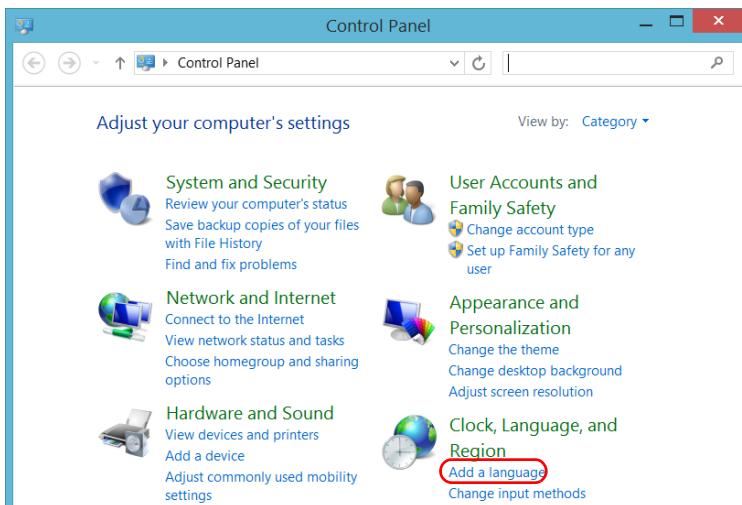 Control Panel
Control Panel
Adjust your computer's settings
View by: Category
System and Security
Review your computer's status
Save backup copies of your files
with File History
Find and fix problems
Network and Internet
Connect to the Internet
View network status and tasks
Choose homegroup and sharing
options
Hardware and Sound
View devices and printers
Add a device
Adjust commonly used mobility
settings
User Accounts and
Family Safety
Change account type
Set up Family Safety for any
user
Appearance and
Personalization
Change the theme
Change desktop background
Adjust screen resolution
Clock, Language, and
Region
Add a language
Change input methods